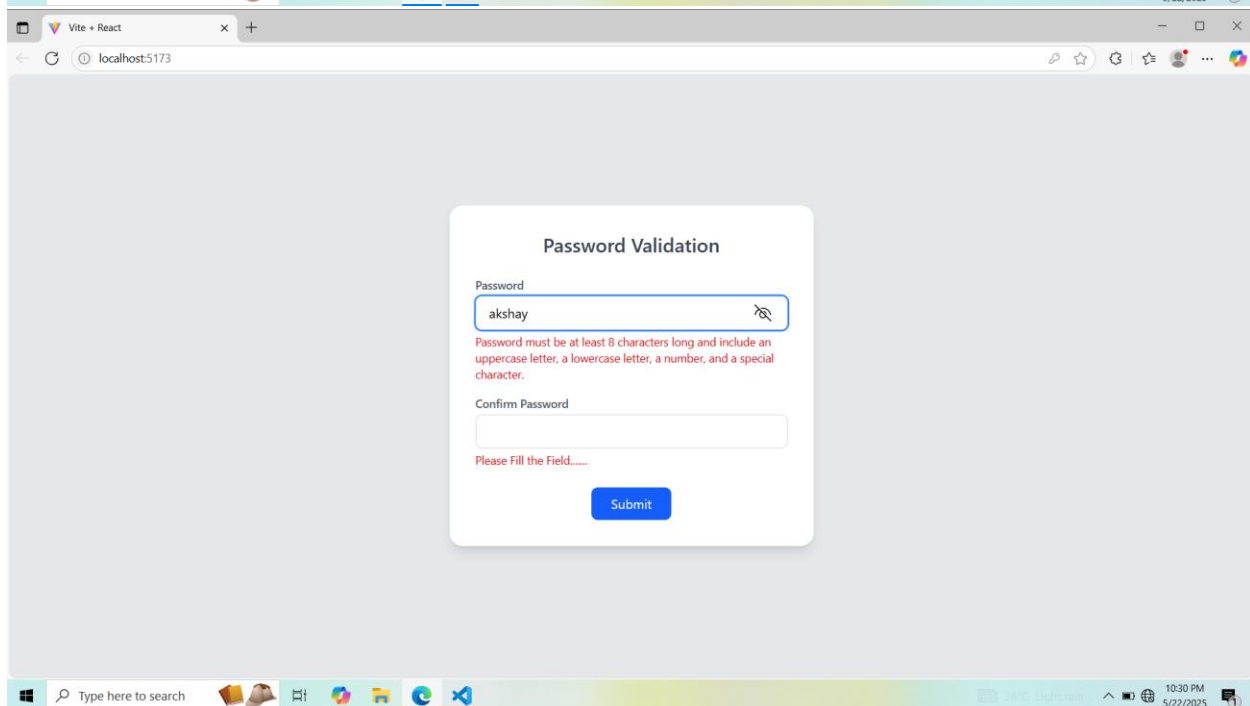 Vite + React
localhost:5173
Password Validation
Password
akshay
Password must be at least 8 characters long and include an
uppercase letter, a lowercase letter, a number, and a special
character.
Confirm Password
Please Fill the Field.......
Submit
Type here to search
10:30 PM
5/22/2025